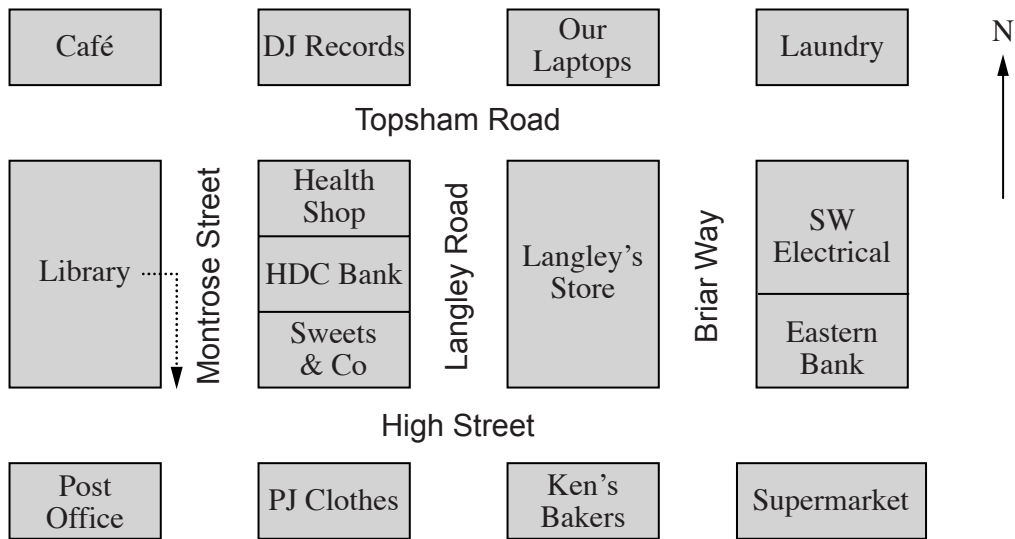 Café
DJ Records
Our
Laptops
Laundry
N
Topsham Road
Library
Montrose Street
Health
Shop
HDC Bank
Sweets
& Co
Langley Road
Langley’s
Store
Briar Way
SW
Electrical
Eastern
Bank
High Street
Post
Office
PJ Clothes
Ken’s
Bakers
Supermarket